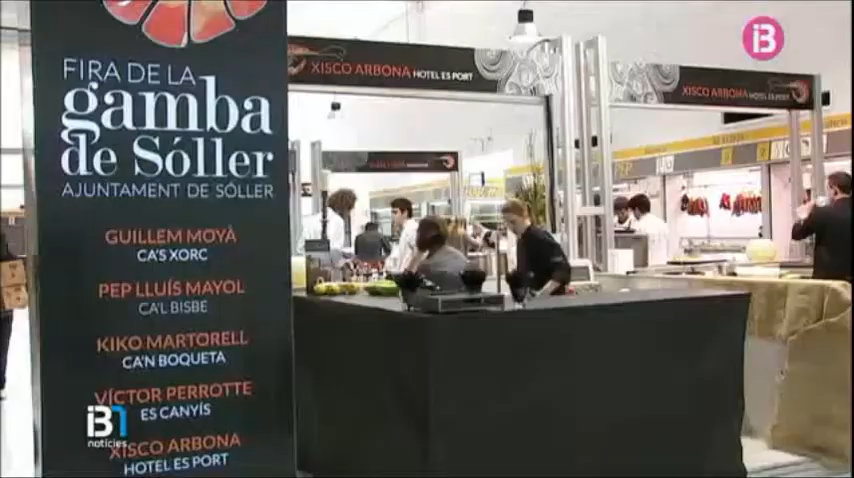 FIRA DE LA
gamba
de Sóller
AJUNTAMENT DE SÓLLER
GUILLEM MOYÀ
CA'S XORC
PEP LLUÍS MAYOL
CA'L BISBE
KIKO MARTORELL
CA'N BOQUETA
VÍCTOR PERROTTE
ES CANYÍS
XISCO ARBONA
HOTEL ES PORT
XISCO ARBONA HOTEL ES PORT
XISCO ARBONA HOTEL ES PORT
IB
IB7
notícies